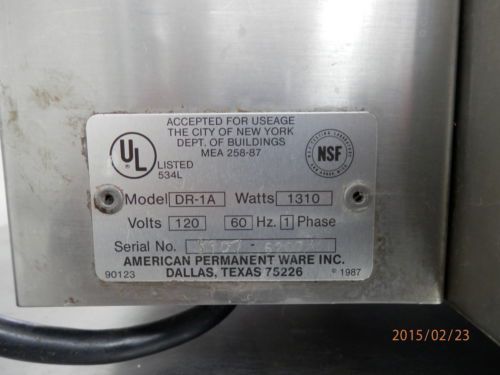 ACCEPTED FOR USEAGE
THE CITY OF NEW YORK
DEPT. OF BUILDINGS
MEA 258-87
UL
LISTED
534L
NSF
Model DR-1A Watts 1310
Volts 120 60 Hz. 1 Phase
Serial No.
AMERICAN PERMANENT WARE INC.
90123 DALLAS, TEXAS 75226 © 1987
2015/02/23